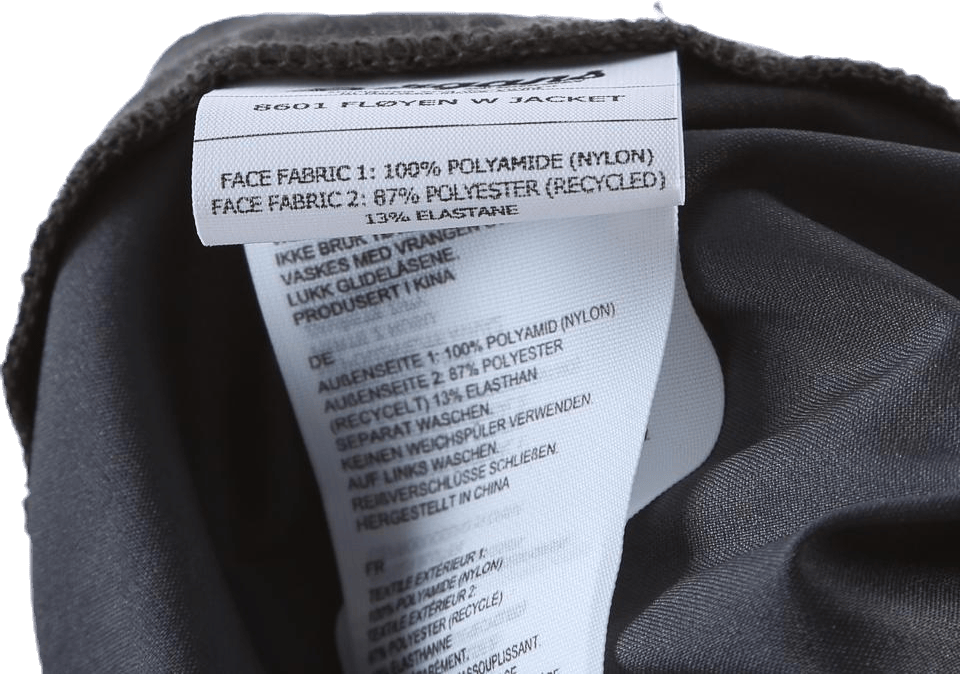 8601 FLØYEN W JACKET
FACE FABRIC 1: 100% POLYAMIDE (NYLON)
FACE FABRIC 2: 87% POLYESTER (RECYCLED)
13% ELASTANE
IKKE BRUK
VASKES MED VRANGEN
LUKK GLIDELÅSENE.
PRODUSERT I KINA
DE
AUßENSEITE 1: 100% POLYAMID (NYLON)
AUßENSEITE 2: 87% POLYESTER
(RECYCELT) 13% ELASTHAN
SEPARAT WASCHEN.
KEINEN WEICHSPÜLER VERWENDEN.
AUF LINKS WASCHEN.
REIßVERSCHLÜSSE SCHLIEßEN.
HERGESTELLT IN CHINA
FR
TEXTILE EXTÉRIEUR 1:
100% POLYAMIDE (NYLON)
TEXTILE EXTÉRIEUR 2:
87% POLYESTER (RECYCLÉ)